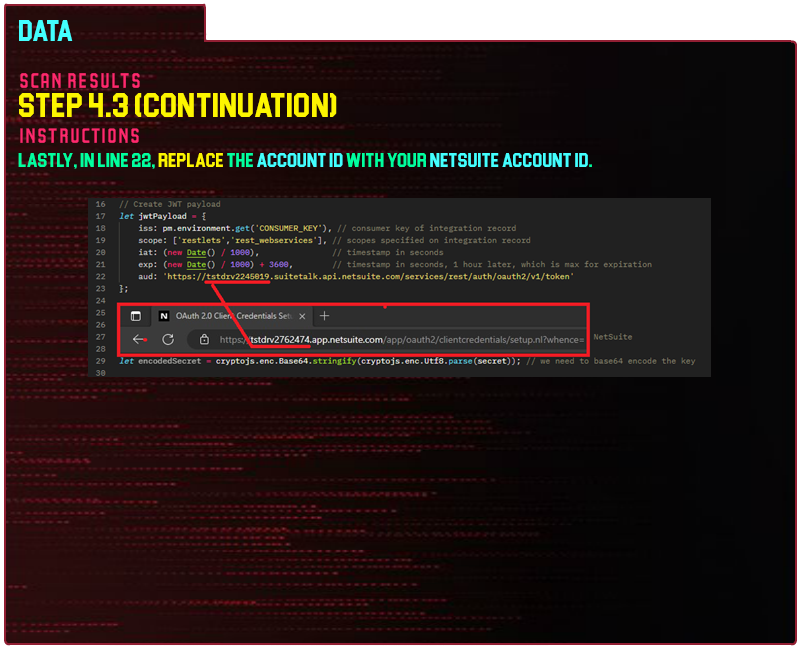 DATA
SCAN RESULTS
STEP 4.3 (CONTINUATION)
INSTRUCTIONS
LASTLY, IN LINE 22, REPLACE THE ACCOUNT ID WITH YOUR NETSUITE ACCOUNT ID.
16 // Create JWT payload
17 let jwtPayload = {
18 iss: pm.environment.get('CONSUMER_KEY'), // consumer key of integration record
19 scope: ['restlets','rest_webservices'], // scopes specified on integration record
20 iat: (new Date() / 1000), // timestamp in seconds
21 exp: (new Date() / 1000) + 3600, // timestamp in seconds, 1 hour later, which is max for expiration
22 aud: 'https://tstdrv2246019.suitetalk.api.netsuite.com/services/rest/auth/oauth2/v1/token'
23 };
24
25 N OAuth 2.0 Client Credentials Setu
26
27 https://tstdrv2762474.app.netsuite.com/app/oauth2/clientcredentials/setup.nl?whence= NetSuite
28
29 let encodedSecret = cryptojs.enc.Base64.stringify(cryptojs.enc.Utf8.parse(secret)); // we need to base64 encode the key
30